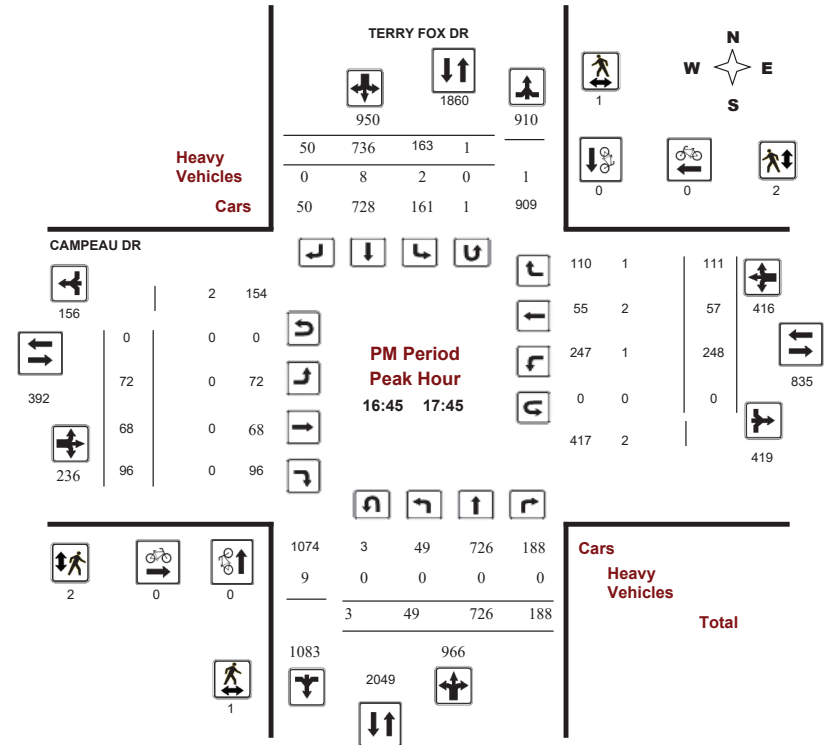 TERRY FOX DR
N
W E
S
1860
1
950 910
50 736 163 1
Heavy
Vehicles
0 8 2 0 1
0 0 2
Cars 50 728 161 1 909
CAMPEAU DR
110 1 111
2 154
156
55 2 57 416
0 0 0
PM Period
247 1 248
Peak Hour
392
72 0 72
835
16:45 17:45
0 0 0
68 0 68
417 2
419
236 96 0 96
1074 3 49 726 188 Cars
9 0 0 0 0 Heavy
Vehicles
2 0 0
3 49 726 188 Total
1083 966
2049
1